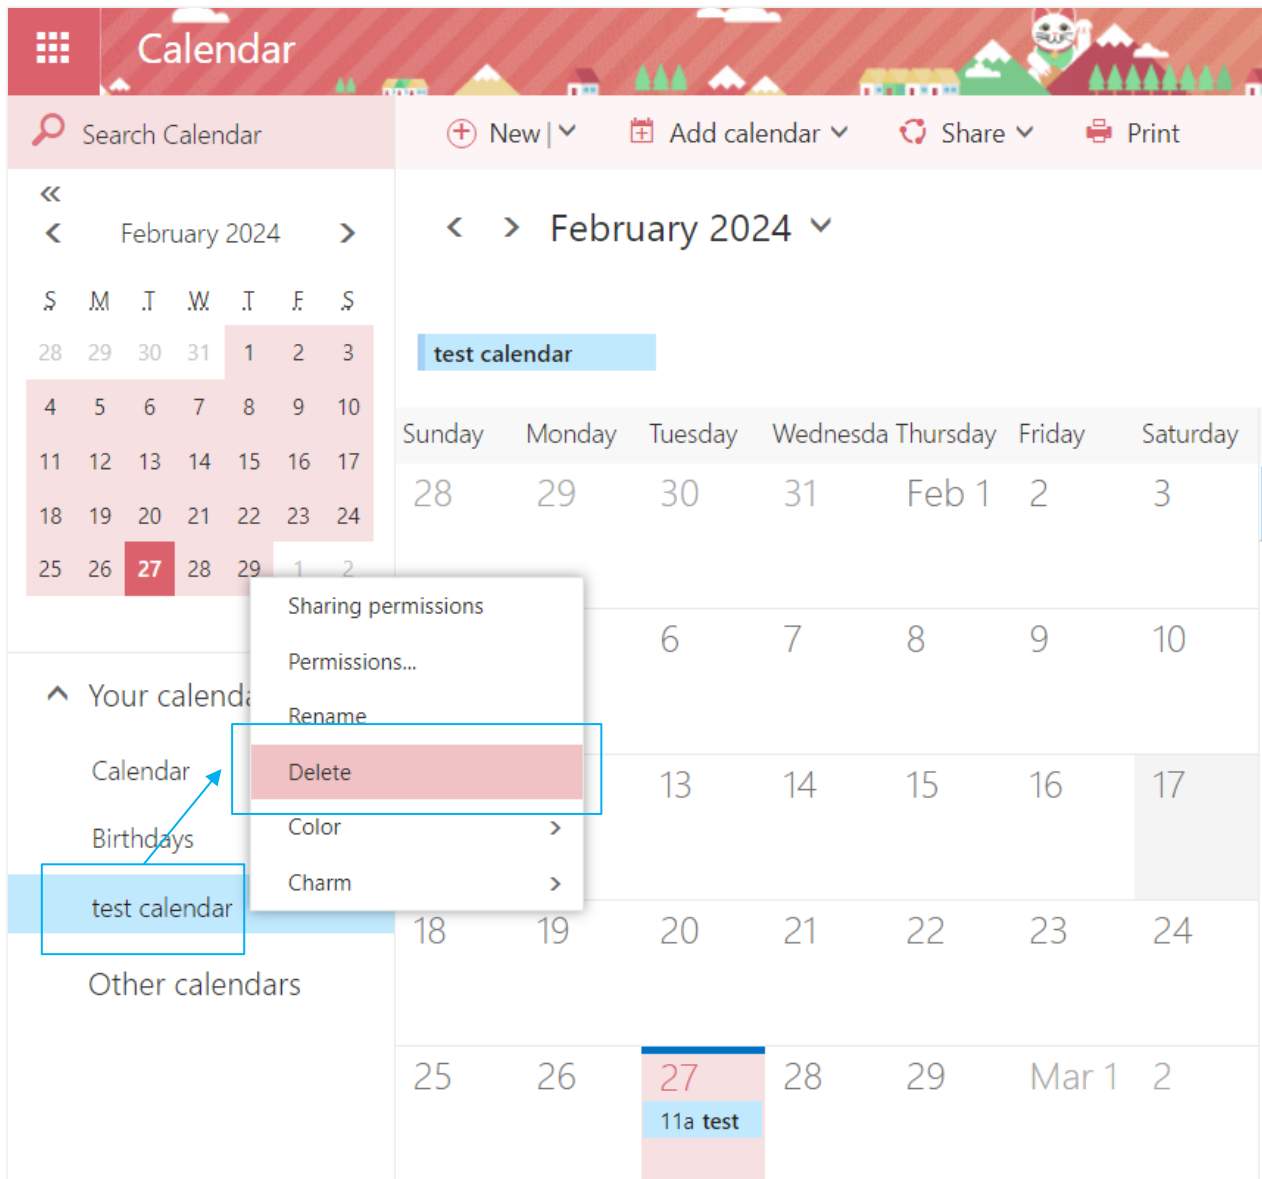 Calendar
Search Calendar
New
Add calendar
Share
Print
February 2024
S M T W T F S
28 29 30 31 1 2 3
4 5 6 7 8 9 10
11 12 13 14 15 16 17
18 19 20 21 22 23 24
25 26 27 28 29 1 2
Your calenda
Calendar
Birthdays
test calendar
Other calendars
Sharing permissions
Permissions...
Rename
Delete
Color
Charm
February 2024
test calendar
Sunday Monday Tuesday Wednesda Thursday Friday Saturday
28 29 30 31 Feb 1 2 3
6 7 8 9 10
13 14 15 16 17
18 19 20 21 22 23 24
25 26 27 28 29 Mar 1 2
11a test